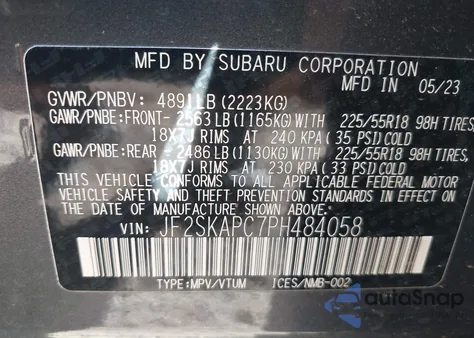 MFD BY SUBARU CORPORATION
MFD IN 05/23
GVWR/PNBV: 4891LB (2223KG)
GAWR/PNBE:FRONT- 2563LB (1165KG) WITH 225/55R18 98H TIRES,
18X7J RIMS AT 240 KPA (35 PSI)COLD
GAWR/PNBE:REAR - 2486LB (1130KG) WITH 225/55R18 98H TIRES,
18X7J RIMS AT 230 KPA (33 PSI)COLD
THIS VEHICLE CONFORMS TO ALL APPLICABLE FEDERAL MOTOR
VEHICLE SAFETY AND THEFT PREVENTION STANDARDS IN EFFECT
ON THE DATE OF MANUFACTURE SHOWN ABOVE.
VIN: JF2SKAPC7PH484058
TYPE:MPV/VTUM ICES/NMB-002
autoSnap